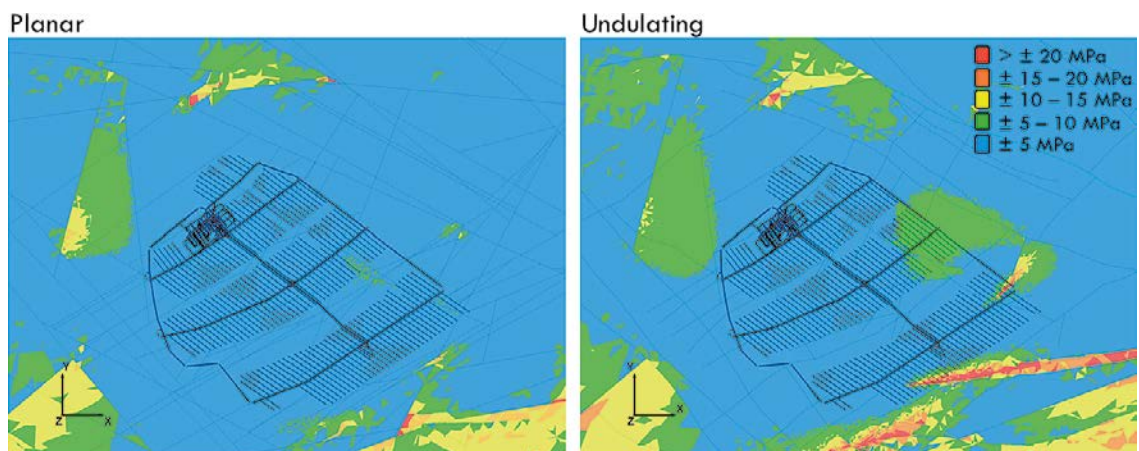 Planar
Undulating
> ± 20 MPa
± 15 – 20 MPa
± 10 – 15 MPa
± 5 – 10 MPa
± 5 MPa
Y
Z
X
Y
Z
X